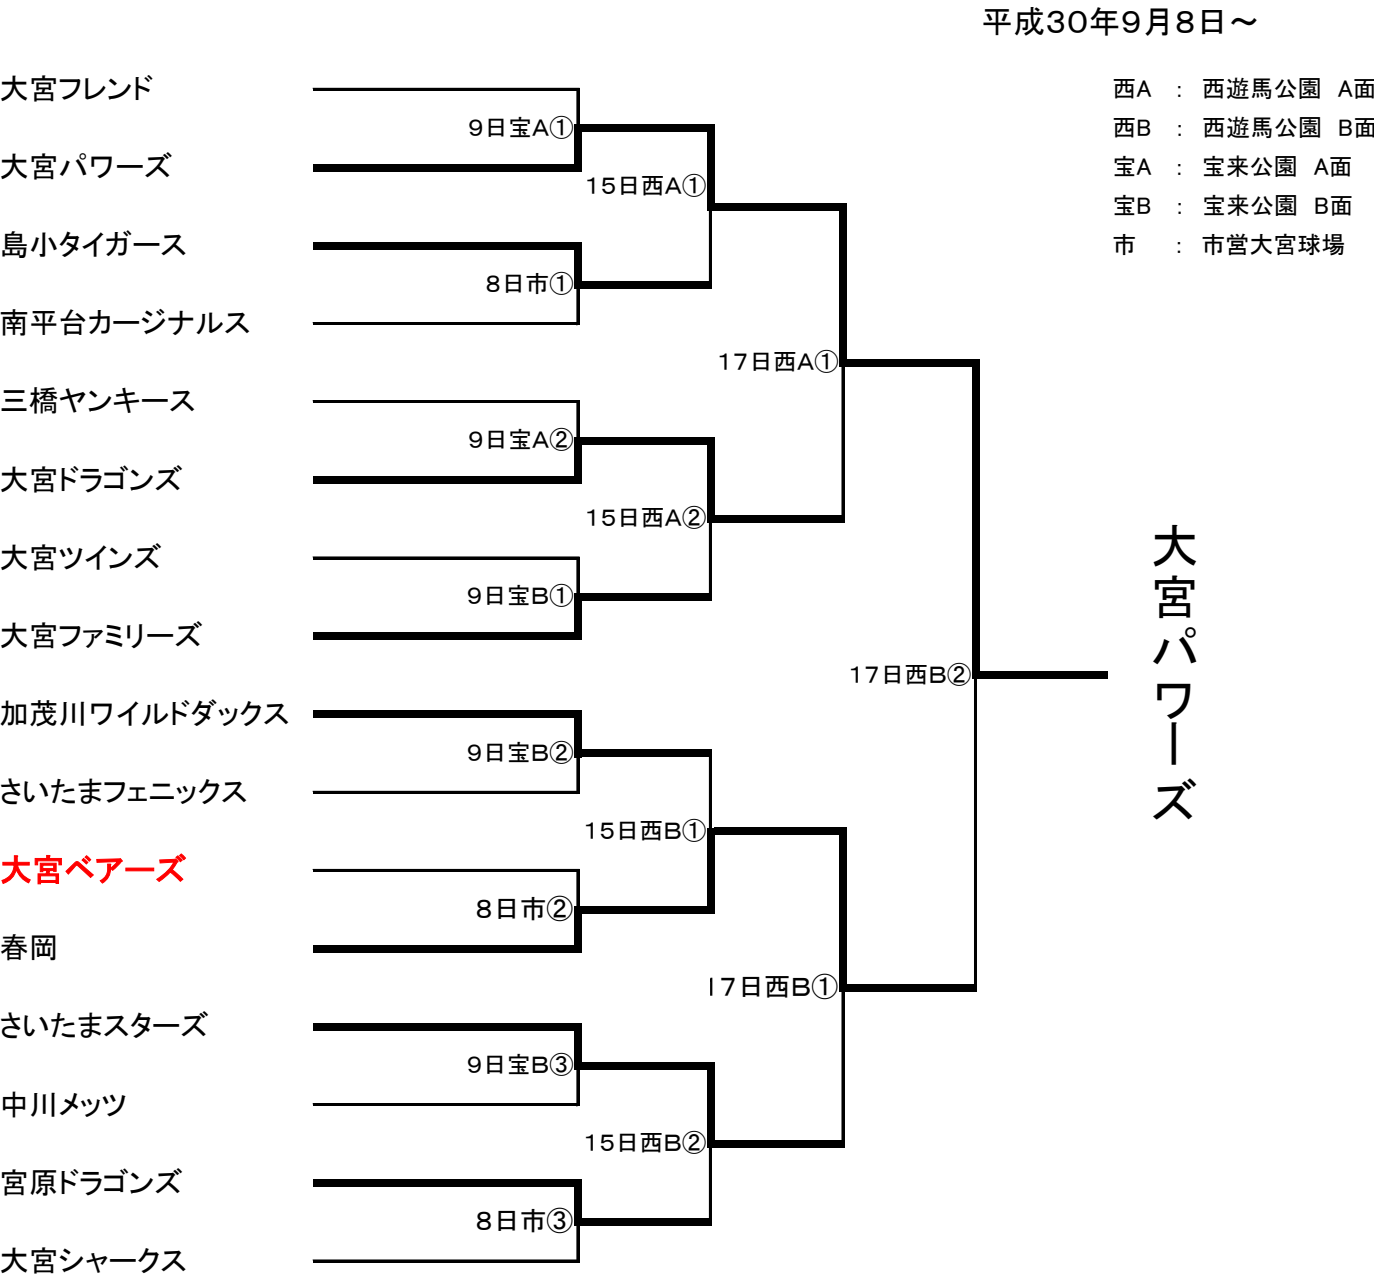 平成30年9月8日～
西A ： 西遊馬公園 A面
西B ： 西遊馬公園 B面
宝A ： 宝来公園 A面
宝B ： 宝来公園 B面
市 ： 市営大宮球場
大宮フレンド
9日宝A①
大宮パワーズ
15日西A①
島小タイガース
8日市①
南平台カージナルス
17日西A①
三橋ヤンキース
9日宝A②
大宮ドラゴンズ
15日西A②
大宮ツインズ
9日宝B①
大宮ファミリーズ
17日西B②
大宮パワーズ
加茂川ワイルドダックス
9日宝B②
さいたまフェニックス
15日西B①
大宮ベアーズ
8日市②
春岡
17日西B①
さいたまスターズ
9日宝B③
中川メッツ
15日西B②
宮原ドラゴンズ
8日市③
大宮シャークス